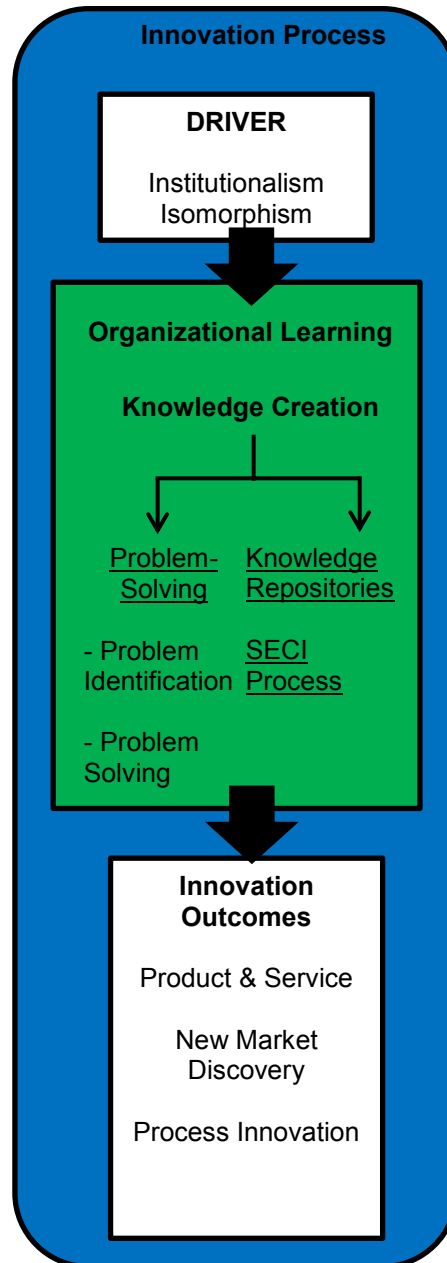 Innovation Process
DRIVER
Institutionalism
Isomorphism
Organizational Learning
Knowledge Creation
Problem-
Solving
- Problem
Identification
- Problem
Solving
Knowledge
Repositories
SECI
Process
Innovation
Outcomes
Product & Service
New Market
Discovery
Process Innovation